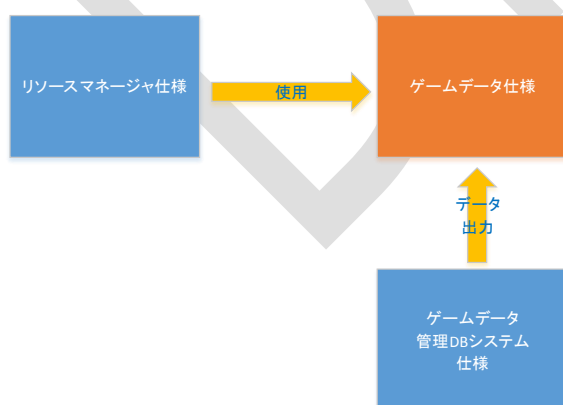 リソースマネージャ仕様
使用
ゲームデータ仕様
データ
出力
ゲームデータ
管理DBシステム
仕様